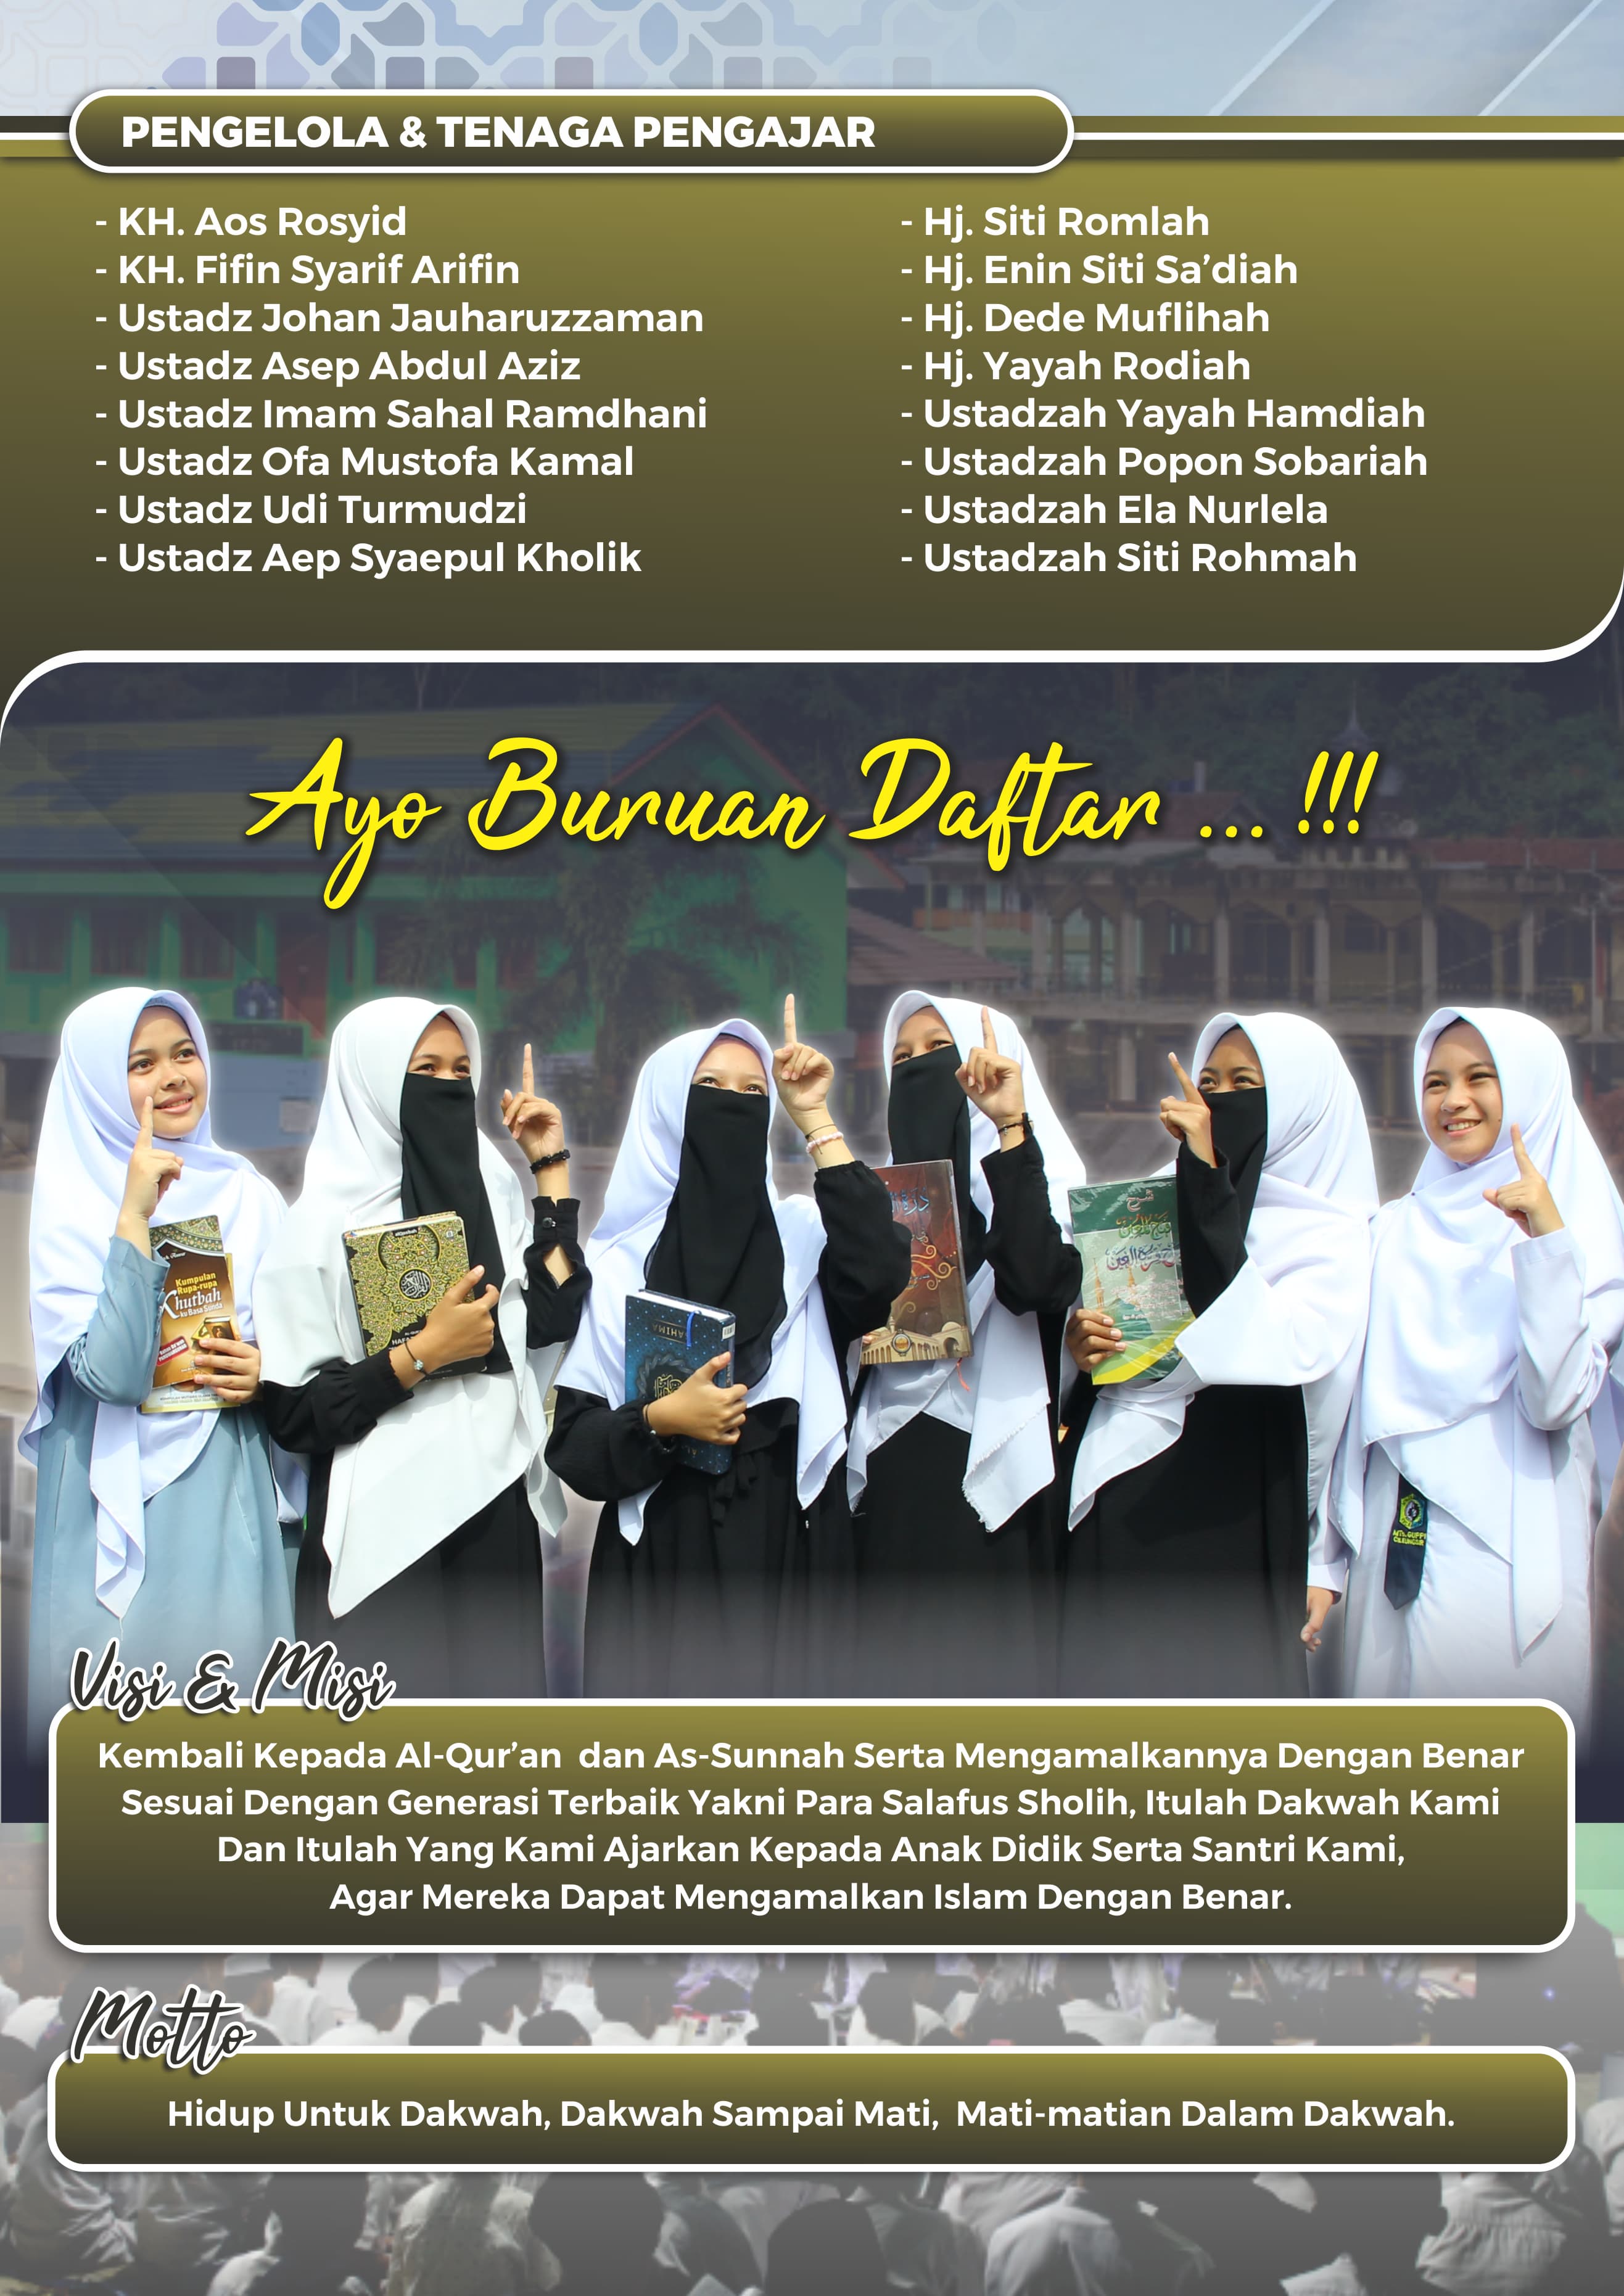 PENGELOLA & TENAGA PENGAJAR
- KH. Aos Rosyid
- KH. Fifin Syarif Arifin
- Ustadz Johan Jauharuzzaman
- Ustadz Asep Abdul Aziz
- Ustadz Imam Sahal Ramdhani
- Ustadz Ofa Mustofa Kamal
- Ustadz Udi Turmudzi
- Ustadz Aep Syaepul Kholik
- Hj. Siti Romlah
- Hj. Enin Siti Sa’diah
- Hj. Dede Muflihah
- Hj. Yayah Rodiah
- Ustadzah Yayah Hamdiah
- Ustadzah Popon Sobariah
- Ustadzah Ela Nurlela
- Ustadzah Siti Rohmah
Ayo Buruan Daftar ... !!!
Kumpulan
Rupa-rupa
Khutbah
ku Basa Sunda
MTs. GUPPI
Visi & Misi
Kembali Kepada Al-Qur’an dan As-Sunnah Serta Mengamalkannya Dengan Benar
Sesuai Dengan Generasi Terbaik Yakni Para Salafus Sholih, Itulah Dakwah Kami
Dan Itulah Yang Kami Ajarkan Kepada Anak Didik Serta Santri Kami,
Agar Mereka Dapat Mengamalkan Islam Dengan Benar.
Motto
Hidup Untuk Dakwah, Dakwah Sampai Mati, Mati-matian Dalam Dakwah.